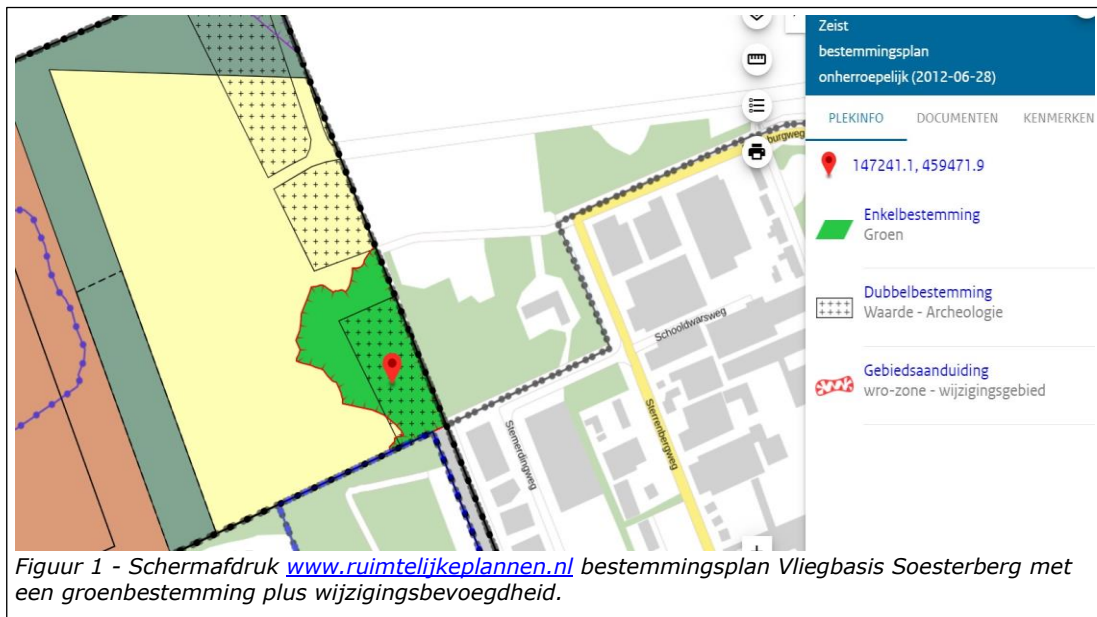 Zeist
bestemmingsplan
onherroepelijk (2012-06-28)
PLEKINFO DOCUMENTEN KENMERKEN
147241.1, 459471.9
Enkelbestemming
Groen
Dubbelbestemming
Waarde - Archeologie
Gebiedsaanduiding
wro-zone - wijzigingsgebied
burgweg
Schooldwarsweg
Sterrenbergweg
Stemerdingweg
Figuur 1 - Schermafdruk www.ruimtelijkeplannen.nl bestemmingsplan Vliegbasis Soesterberg met
een groenbestemming plus wijzigingsbevoegdheid.